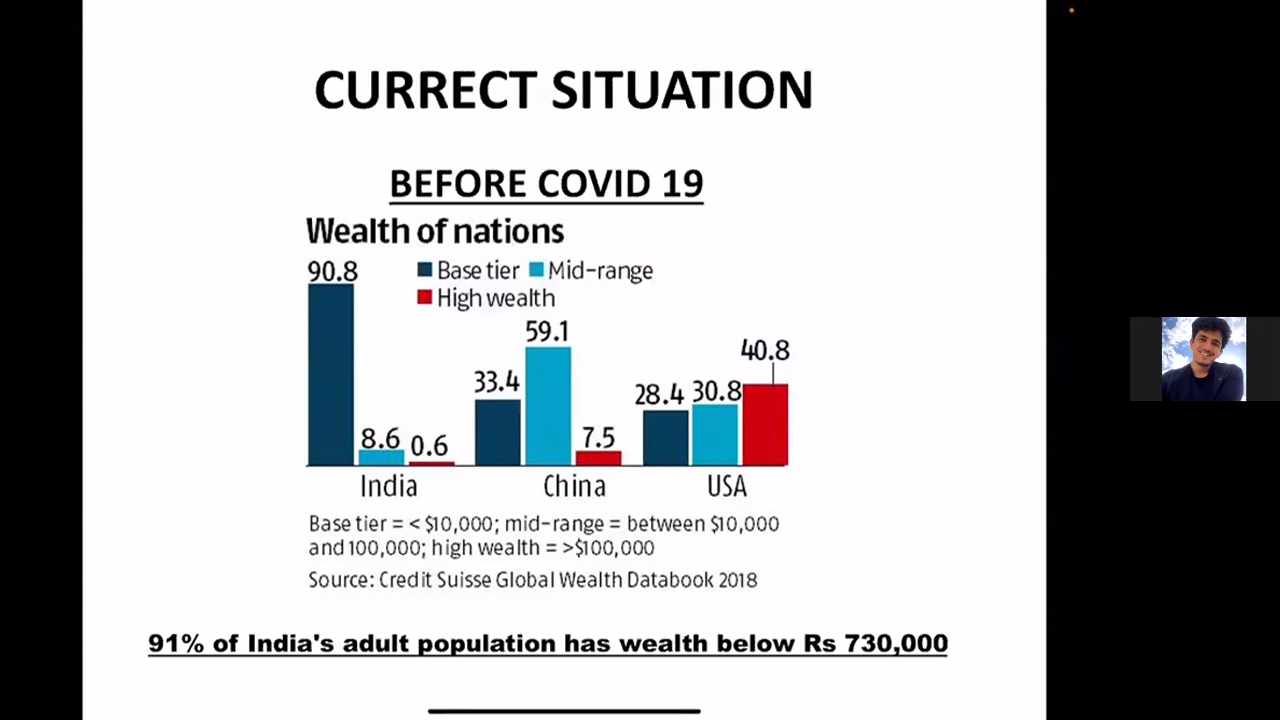 CURRECT SITUATION
BEFORE COVID 19
Wealth of nations
90.8
Base tier Mid-range
High wealth
59.1
33.4
40.8
28.4 30.8
8.6 0.6
7.5
India China USA
Base tier = < $10,000; mid-range = between $10,000
and 100,000; high wealth = >$100,000
Source: Credit Suisse Global Wealth Databook 2018
91% of India's adult population has wealth below Rs 730,000